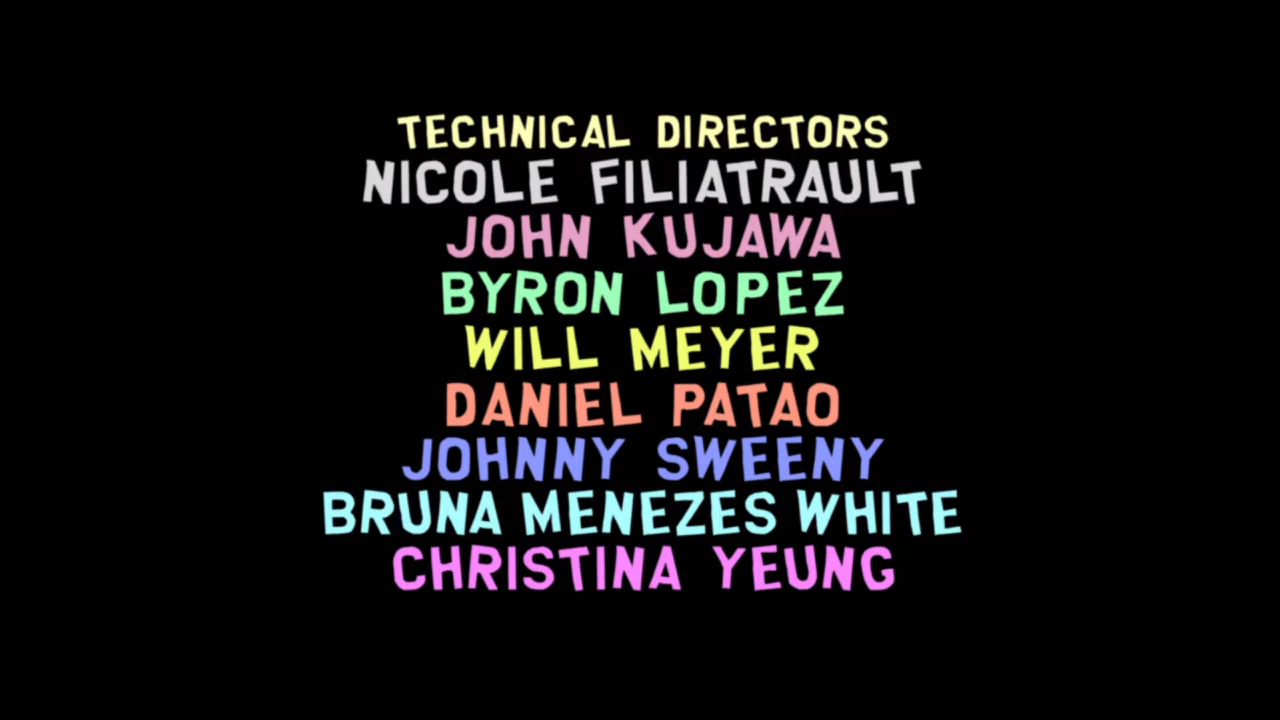 TECHNICAL DIRECTORS
NICOLE FILIATRAULT
JOHN KUJAWA
BYRON LOPEZ
WILL MEYER
DANIEL PATAO
JOHNNY SWEENY
BRUNA MENEZES WHITE
CHRISTINA YEUNG